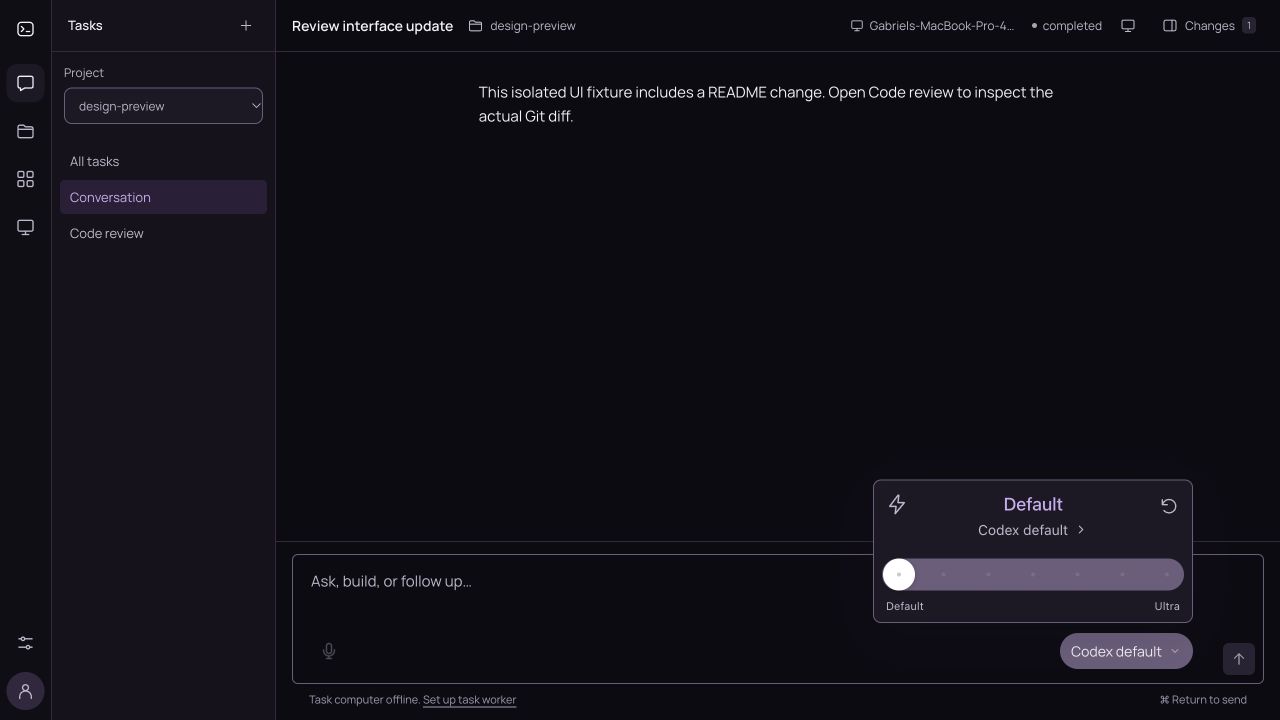 Tasks
Project
design-preview
All tasks
Conversation
Code review
Review interface update
design-preview
Gabriels-MacBook-Pro-4...
completed
Changes 1
This isolated UI fixture includes a README change. Open Code review to inspect the
actual Git diff.
Default
Codex default
Default
Ultra
Ask, build, or follow up...
Codex default
Task computer offline. Set up task worker
⌘ Return to send